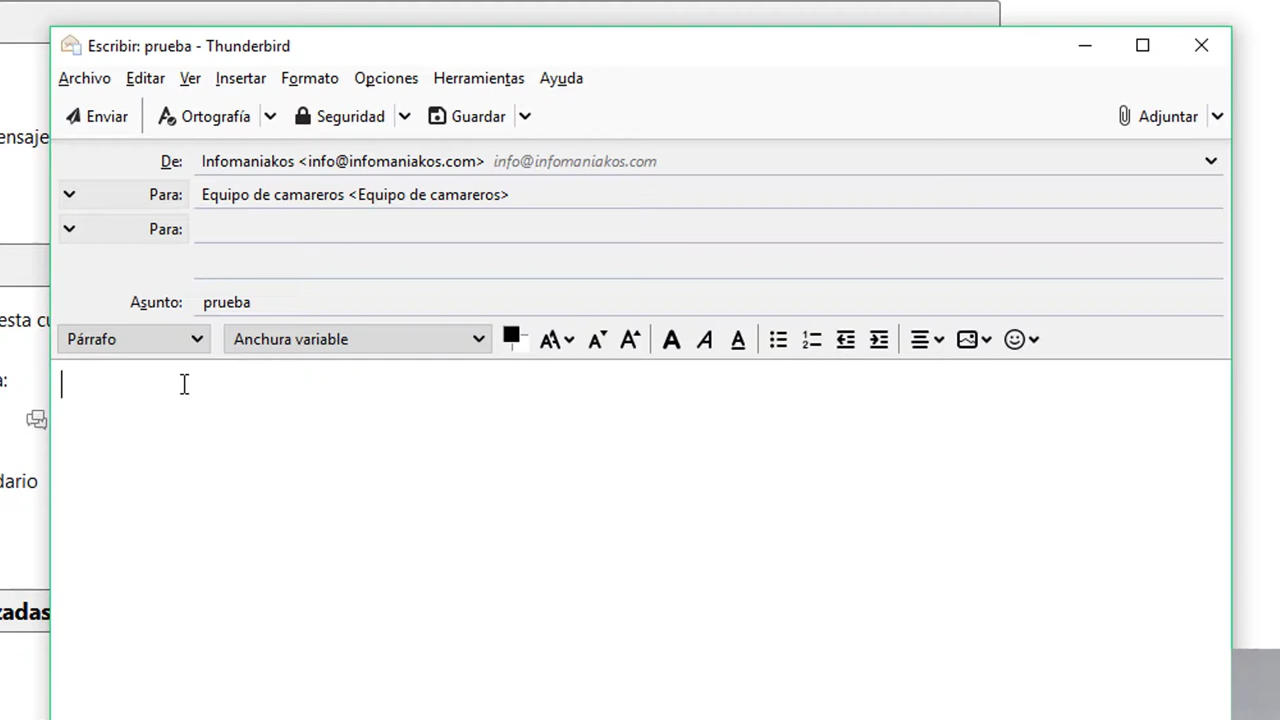 Escribir: prueba - Thunderbird
Archivo Editar Ver Insertar Formato Opciones Herramientas Ayuda
Enviar Ortografía Seguridad Guardar Adjuntar
ensaje
De: Infomaniakos <info@infomaniakos.com> info@infomaniakos.com
Para: Equipo de camareros <Equipo de camareros>
Para:
Asunto: prueba
esta cu
Párrafo Anchura variable
a:
dario
zadas